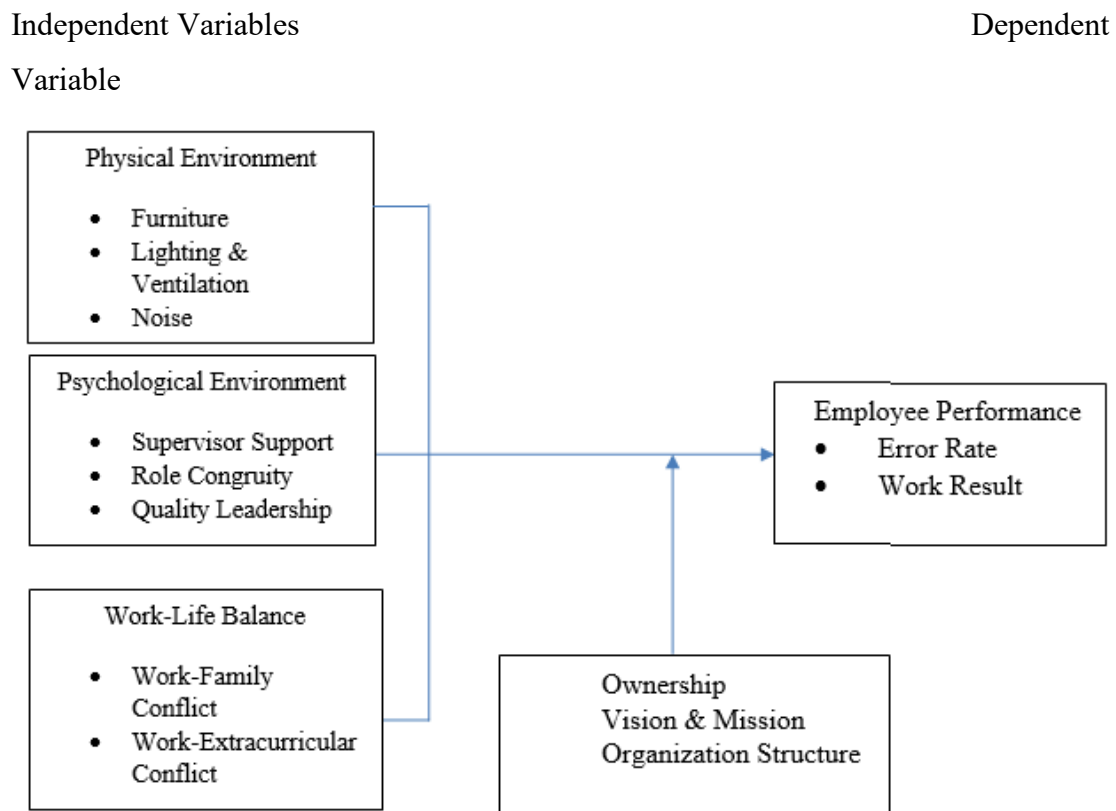 Independent Variables Dependent
Variable
Physical Environment
• Furniture
• Lighting &
Ventilation
• Noise
Psychological Environment
• Supervisor Support
• Role Congruity
• Quality Leadership
Work-Life Balance
• Work-Family
Conflict
• Work-Extracurricular
Conflict
Employee Performance
• Error Rate
• Work Result
Ownership
Vision & Mission
Organization Structure